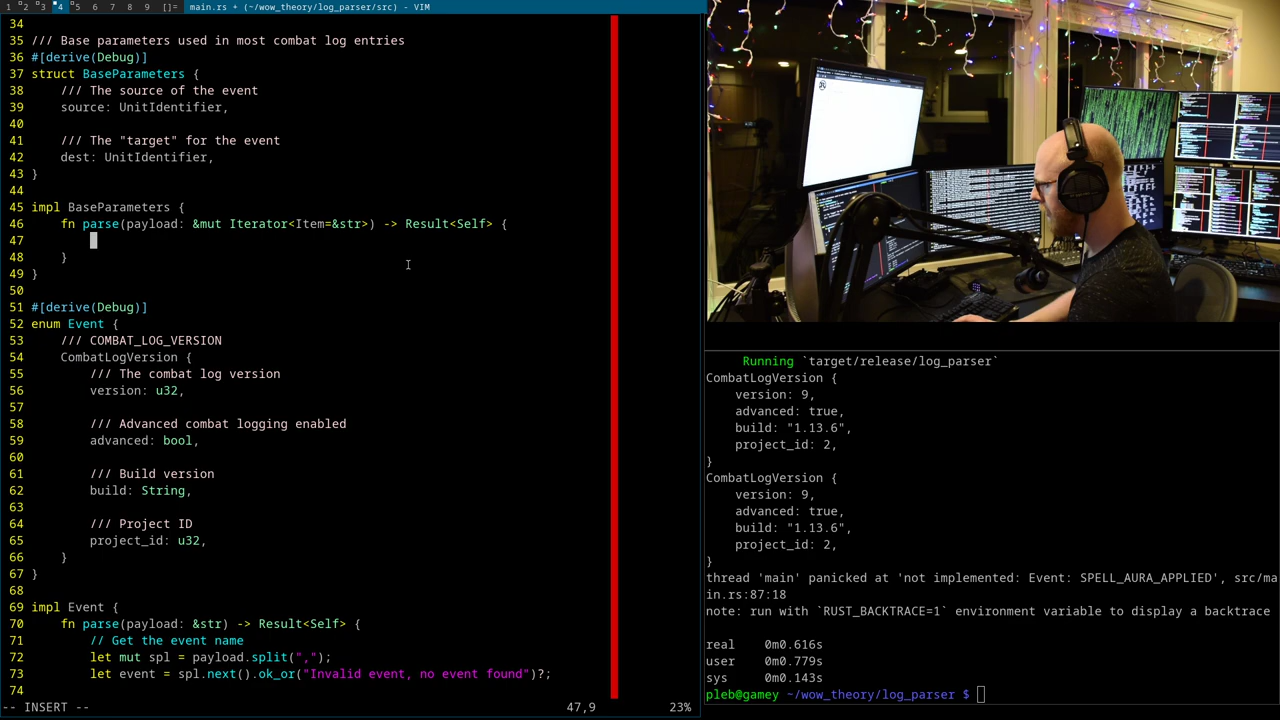 1 2 3 4 5 6 7 8 9 []= main.rs + (~/wow_theory/log_parser/src) - VIM
34
35 /// Base parameters used in most combat log entries
36 #[derive(Debug)]
37 struct BaseParameters {
38     /// The source of the event
39     source: UnitIdentifier,
40
41     /// The "target" for the event
42     dest: UnitIdentifier,
43 }
44
45 impl BaseParameters {
46     fn parse(payload: &mut Iterator<Item=&str>) -> Result<Self> {
47
48     }
49 }
50
51 #[derive(Debug)]
52 enum Event {
53     /// COMBAT_LOG_VERSION
54     CombatLogVersion {
55         /// The combat log version
56         version: u32,
57
58         /// Advanced combat logging enabled
59         advanced: bool,
60
61         /// Build version
62         build: String,
63
64         /// Project ID
65         project_id: u32,
66     }
67 }
68
69 impl Event {
70     fn parse(payload: &str) -> Result<Self> {
71         // Get the event name
72         let mut spl = payload.split(",");
73         let event = spl.next().ok_or("Invalid event, no event found")?;
74
-- INSERT -- 47,9 23%
Running `target/release/log_parser`
CombatLogVersion {
    version: 9,
    advanced: true,
    build: "1.13.6",
    project_id: 2,
}
CombatLogVersion {
    version: 9,
    advanced: true,
    build: "1.13.6",
    project_id: 2,
}
thread 'main' panicked at 'not implemented: Event: SPELL_AURA_APPLIED', src/ma
in.rs:87:18
note: run with `RUST_BACKTRACE=1` environment variable to display a backtrace
real 0m0.616s
user 0m0.779s
sys 0m0.143s
pleb@gamey ~/wow_theory/log_parser $